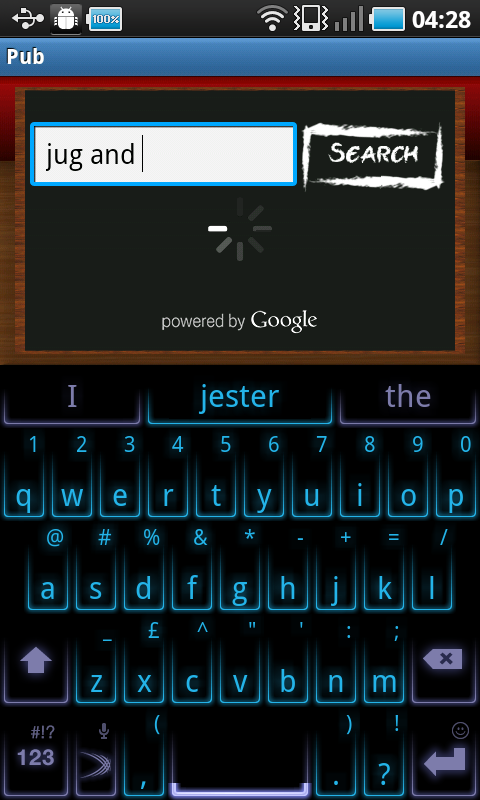 100% 04:28
Pub
jug and
SEARCH
powered by Google
I jester the
1 2 3 4 5 6 7 8 9 0
q w e r t y u i o p
@ # % & * - + = /
a s d f g h j k l
_ £ ^ " ' : ;
z x c v b n m
#!? ( ) !
123 , . ?